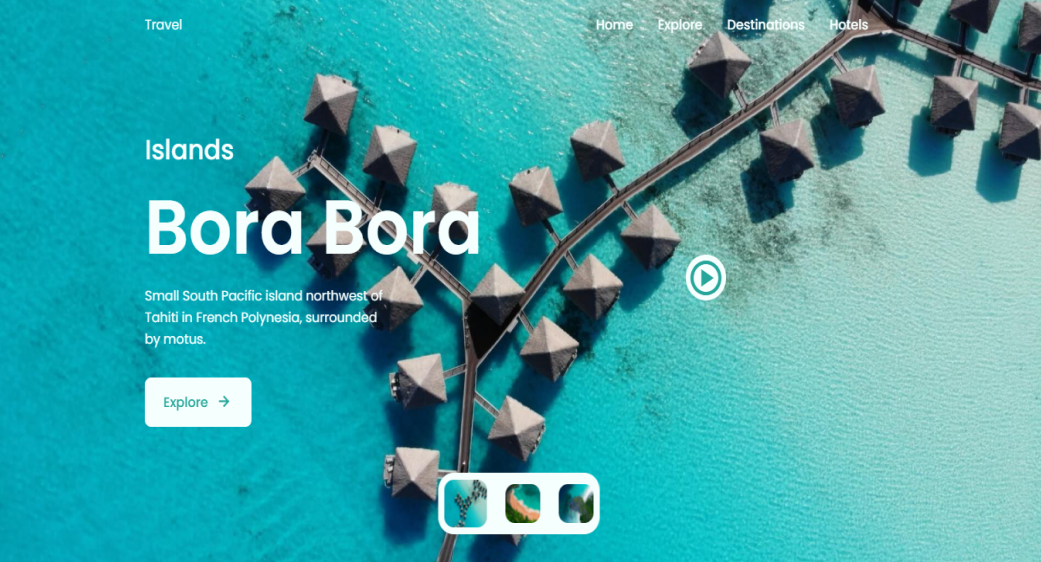 Travel
Home Explore Destinations Hotels
Islands
Bora Bora
Small South Pacific island northwest of
Tahiti in French Polynesia, surrounded
by motus.
Explore